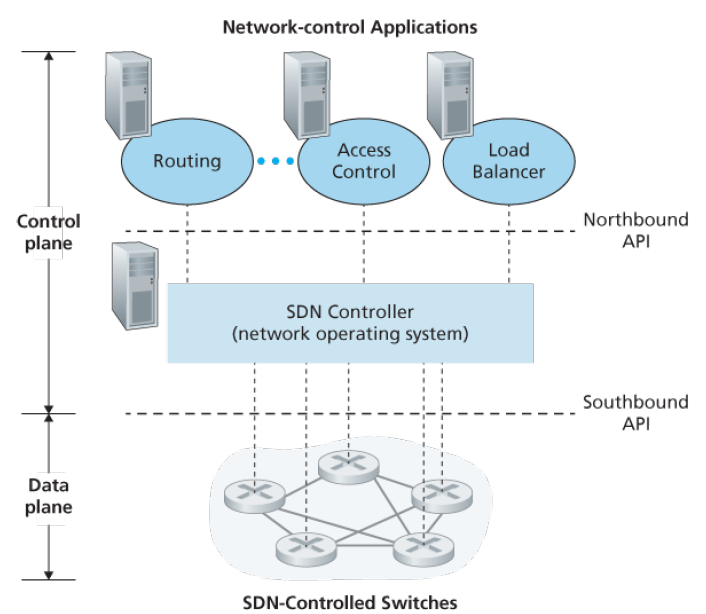 Network-control Applications
Routing
Access
Control
Load
Balancer
Control
plane
Northbound
API
SDN Controller
(network operating system)
Southbound
API
Data
plane
SDN-Controlled Switches